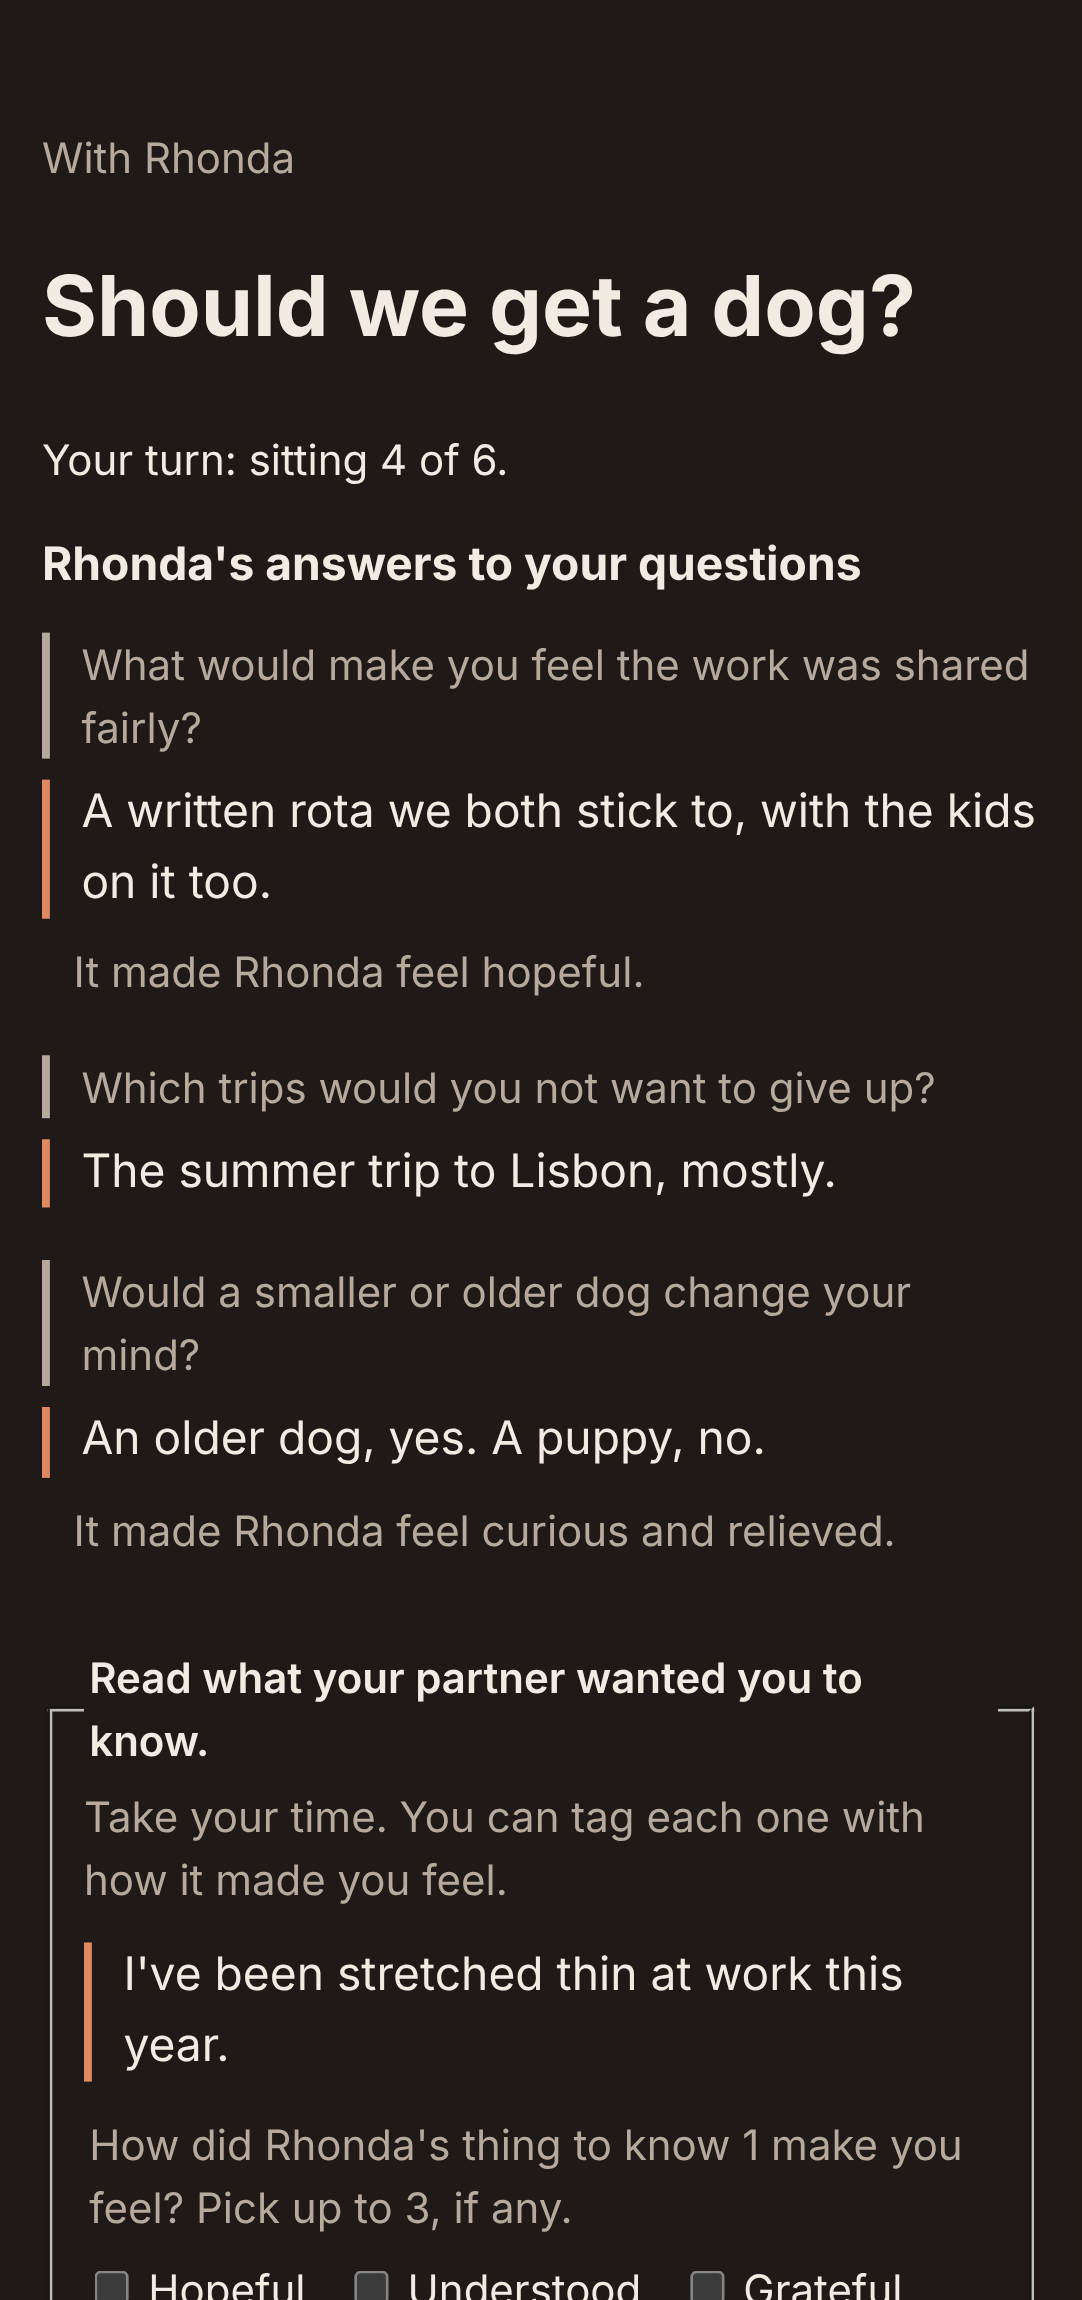 With Rhonda
Should we get a dog?
Your turn: sitting 4 of 6.
Rhonda's answers to your questions
What would make you feel the work was shared
fairly?
A written rota we both stick to, with the kids
on it too.
It made Rhonda feel hopeful.
Which trips would you not want to give up?
The summer trip to Lisbon, mostly.
Would a smaller or older dog change your
mind?
An older dog, yes. A puppy, no.
It made Rhonda feel curious and relieved.
Read what your partner wanted you to
know.
Take your time. You can tag each one with
how it made you feel.
I've been stretched thin at work this
year.
How did Rhonda's thing to know 1 make you
feel? Pick up to 3, if any.
Hopeful Understood Grateful